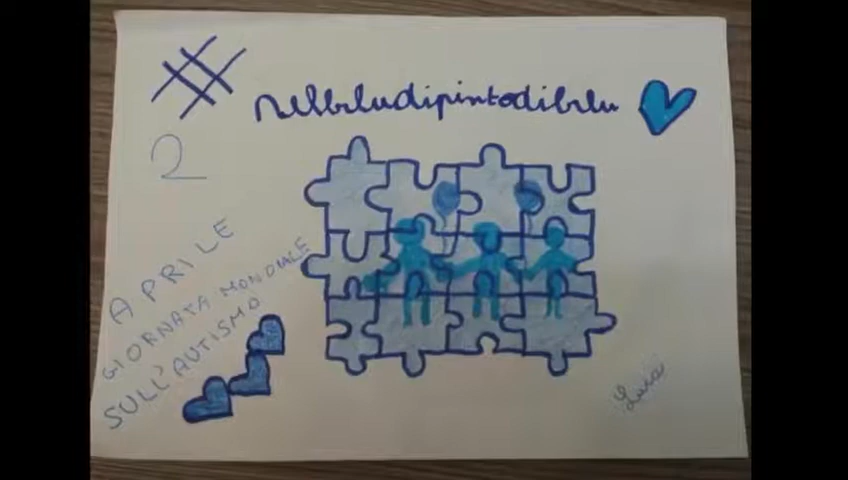 #nelbludipintodiblu
2
APRILE
GIORNATA MONDIALE
SULL'AUTISMO